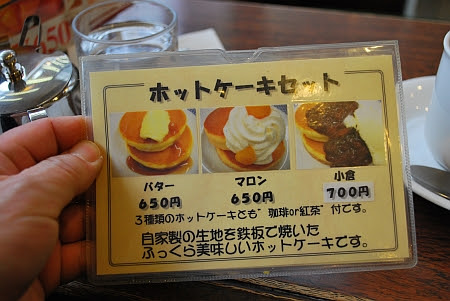 ホットケーキセット
バター マロン 小倉
650円 650円 700円
3種類のホットケーキとも"珈琲or紅茶"付です。
自家製の生地を鉄板で焼いた
ふっくら美味しいホットケーキです。